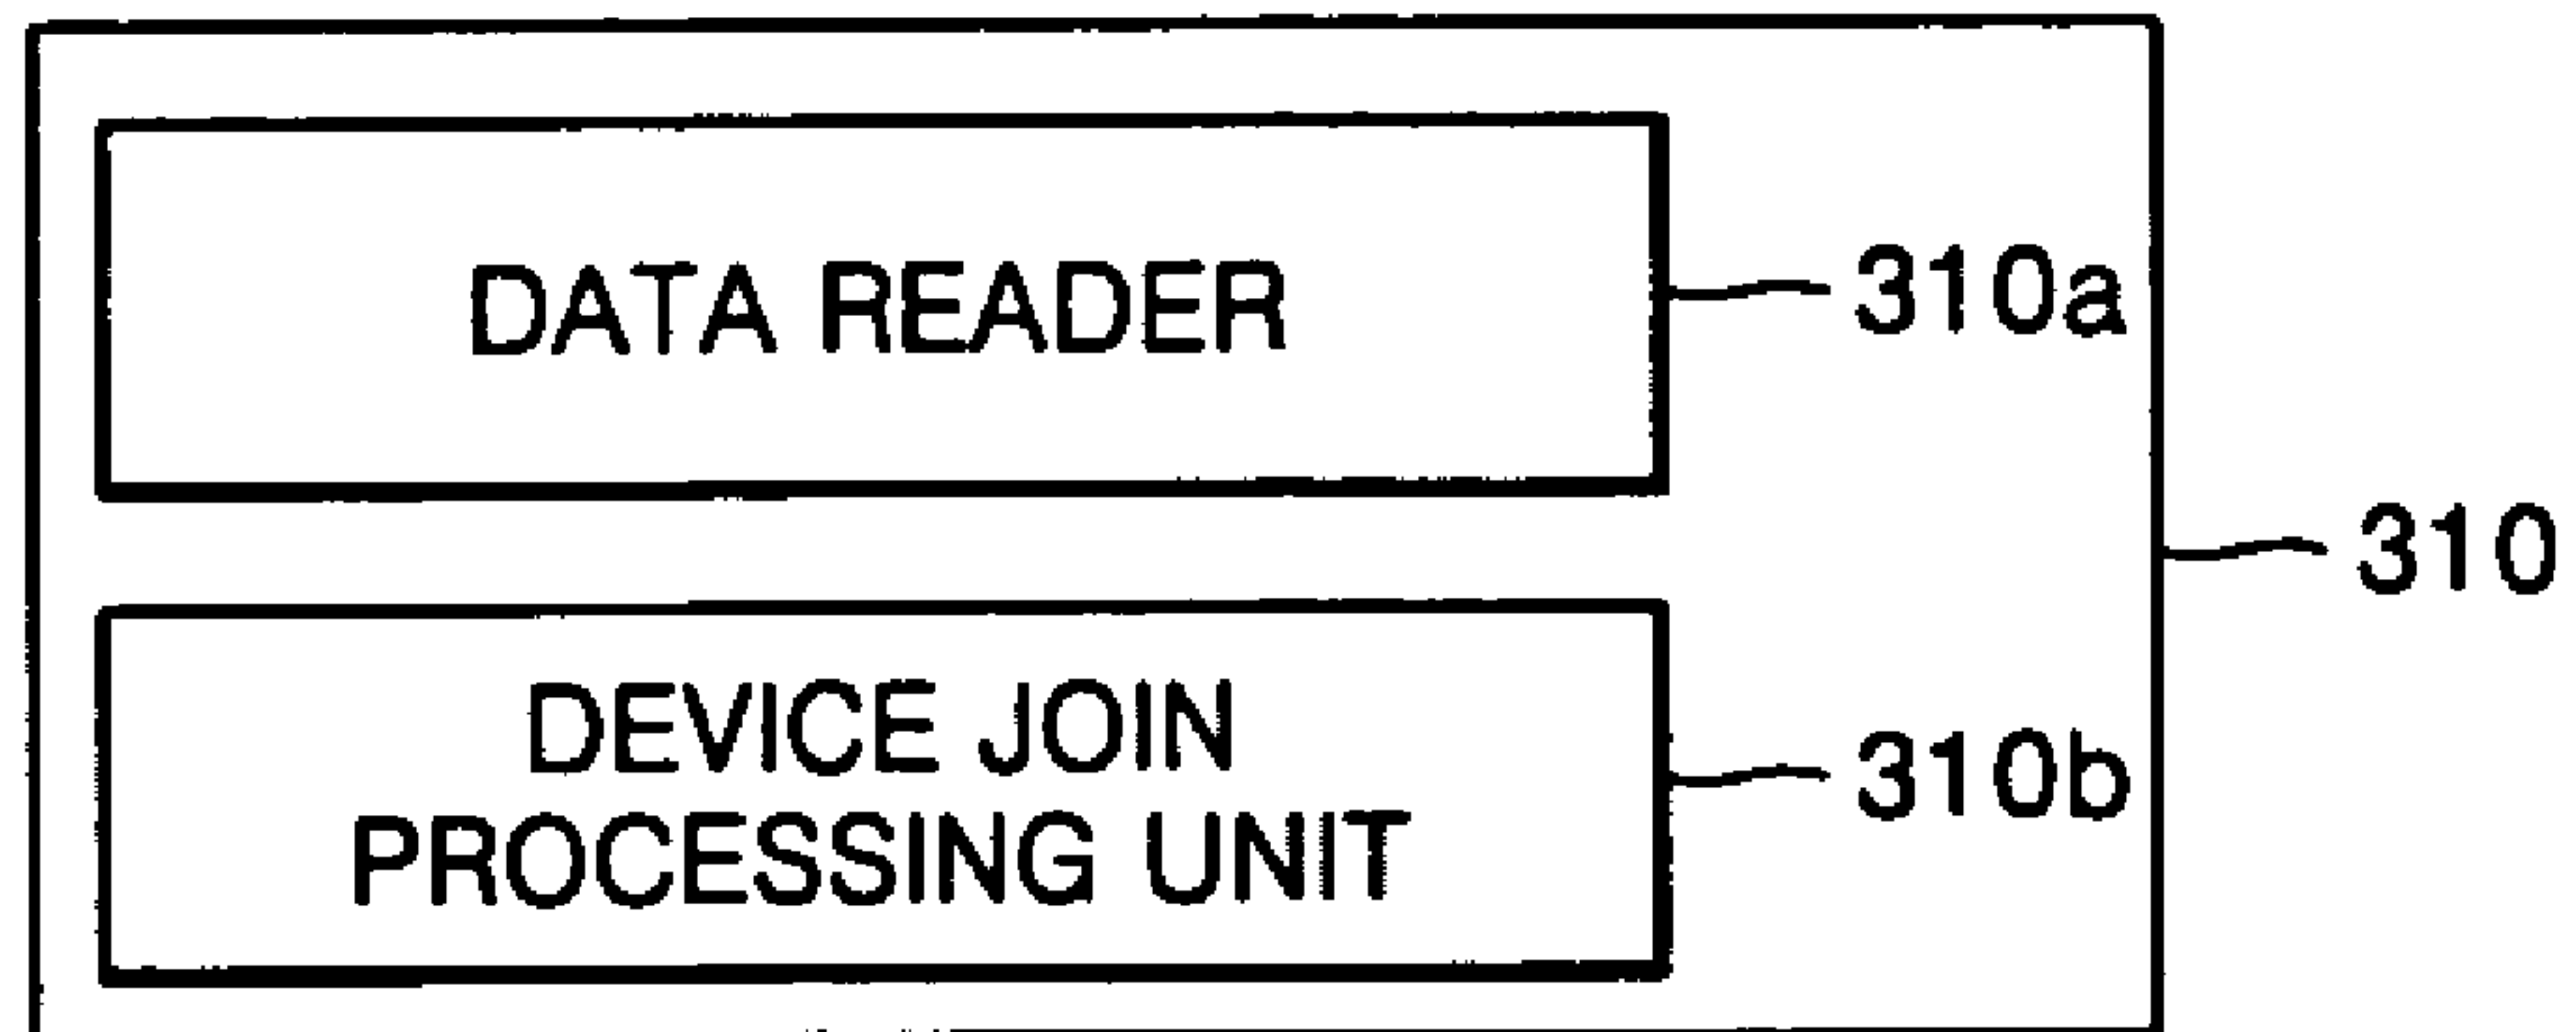 DATA READER
310a
310
DEVICE JOIN
PROCESSING UNIT
310b